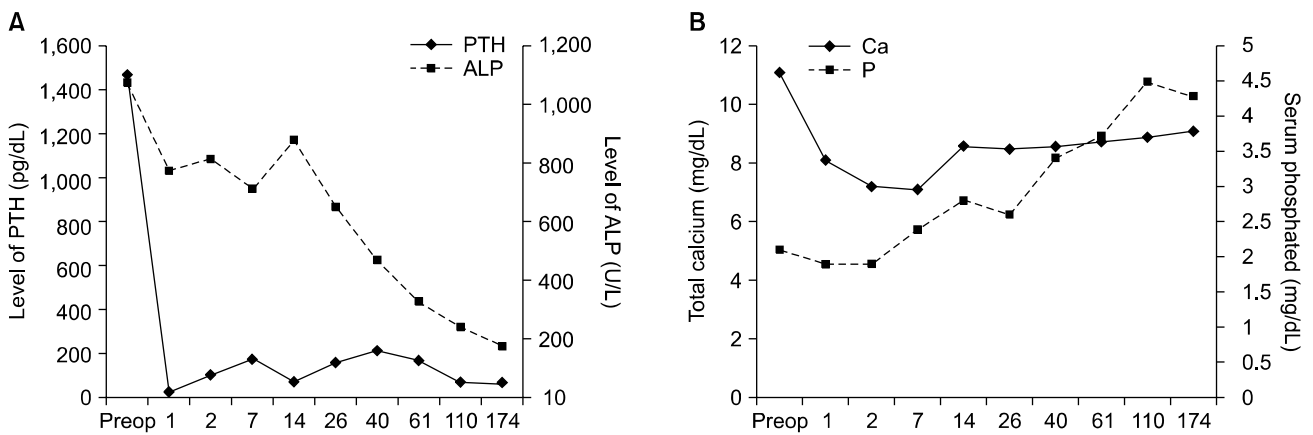 A
Level of PTH (pg/dL)
1,600
1,400
1,200
1,000
800
600
400
200
0
PTH
ALP
1,200
1,000
800
600
400
200
10
Level of ALP (U/L)
Preop 1 2 7 14 26 40 61 110 174
B
Total calcium (mg/dL)
12
10
8
6
4
2
0
Ca
P
5
4.5
4
3.5
3
2.5
2
1.5
1
0.5
0
Serum phosphated (mg/dL)
Preop 1 2 7 14 26 40 61 110 174